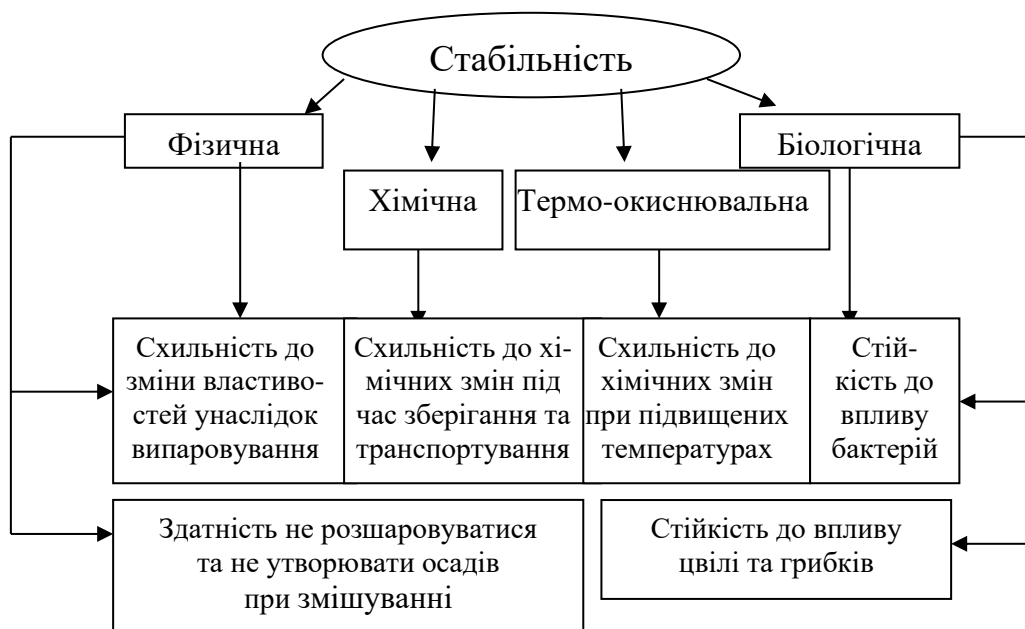 Стабільність
Фізична
Біологічна
Хімічна
Термо-окиснювальна
Схильність до
зміни властиво-
стей унаслідок
випаровування
Схильність до хі-
мічних змін під
час зберігання та
транспортування
Схильність до
хімічних змін
при підвищених
температурах
Стій-
кість до
впливу
бактерій
Здатність не розшаровуватися
та не утворювати осадів
при змішуванні
Стійкість до впливу
цвілі та грибків